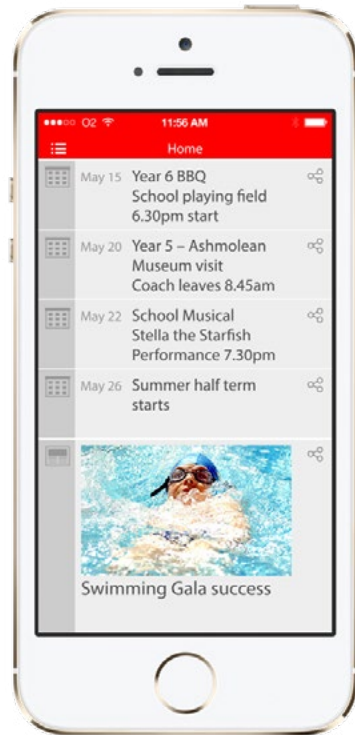 O2 11:56 AM
Home
May 15 Year 6 BBQ
School playing field
6.30pm start
May 20 Year 5 – Ashmolean
Museum visit
Coach leaves 8.45am
May 22 School Musical
Stella the Starfish
Performance 7.30pm
May 26 Summer half term
starts
Swimming Gala success